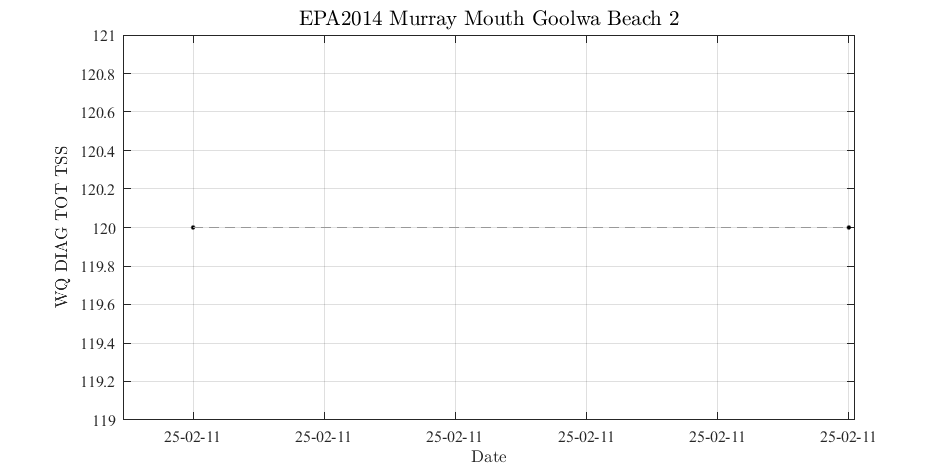 EPA2014 Murray Mouth Goolwa Beach 2
121
120.8
120.6
120.4
120.2
120
119.8
119.6
119.4
119.2
119
WQ DIAG TOT TSS
25-02-11 25-02-11 25-02-11 25-02-11 25-02-11 25-02-11
Date